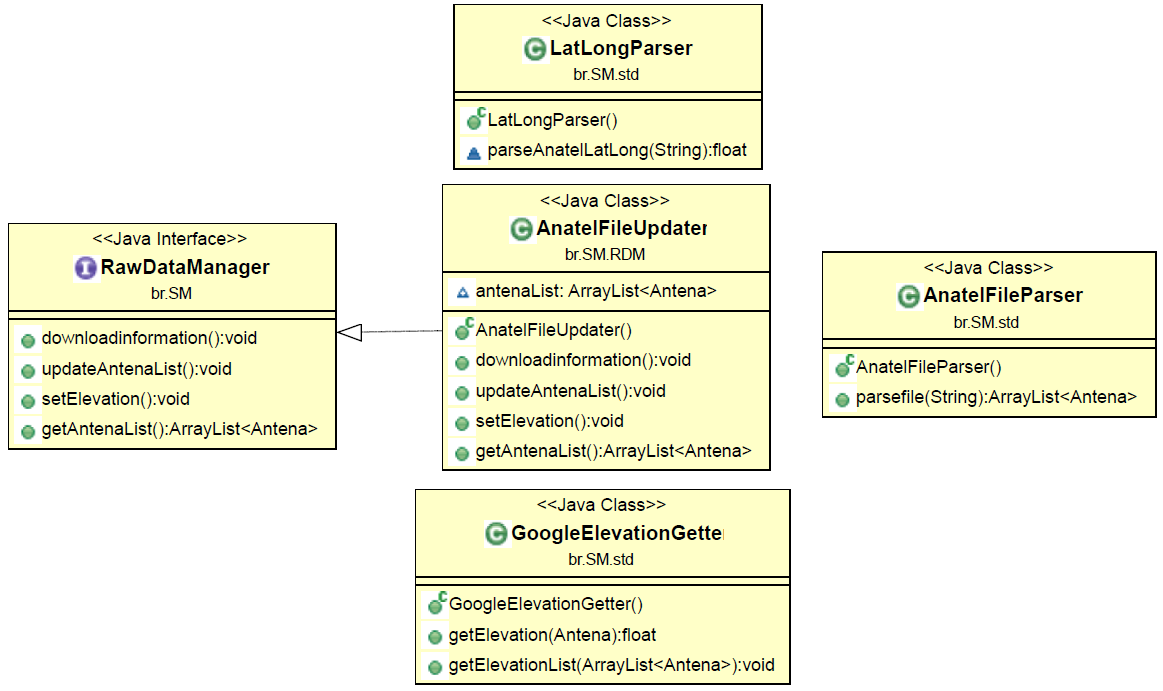 <<Java Class>>
LatLongParser
br.SM.std
LatLongParser()
parseAnatelLatLong(String):float
<<Java Interface>>
RawDataManager
br.SM
downloadinformation():void
updateAntenaList():void
setElevation():void
getAntenaList():ArrayList<Antena>
<<Java Class>>
AnatelFileUpdater
br.SM.RDM
antenaList: ArrayList<Antena>
AnatelFileUpdater()
downloadinformation():void
updateAntenaList():void
setElevation():void
getAntenaList():ArrayList<Antena>
<<Java Class>>
AnatelFileParser
br.SM.std
AnatelFileParser()
parsefile(String):ArrayList<Antena>
<<Java Class>>
GoogleElevationGette
br.SM.std
GoogleElevationGetter()
getElevation(Antena):float
getElevationList(ArrayList<Antena>):void